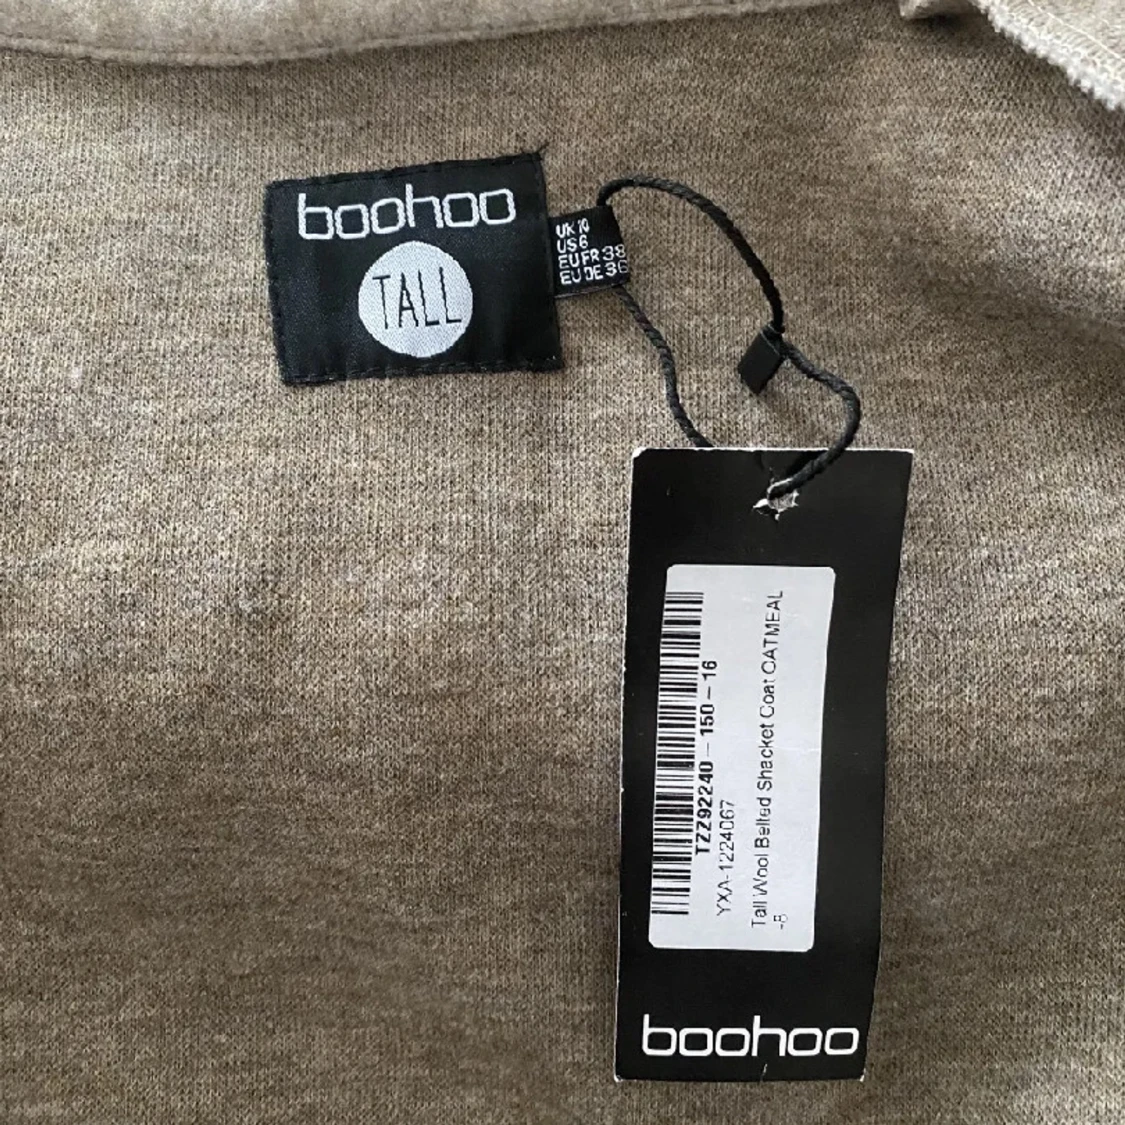 boohoo
TALL
UK 10
US 6
EU FR 38
EU DE 36
TZZ92240-150-16
YXA-1224067
Tall Wool Belted Shacket Coat OATMEAL
-8
boohoo